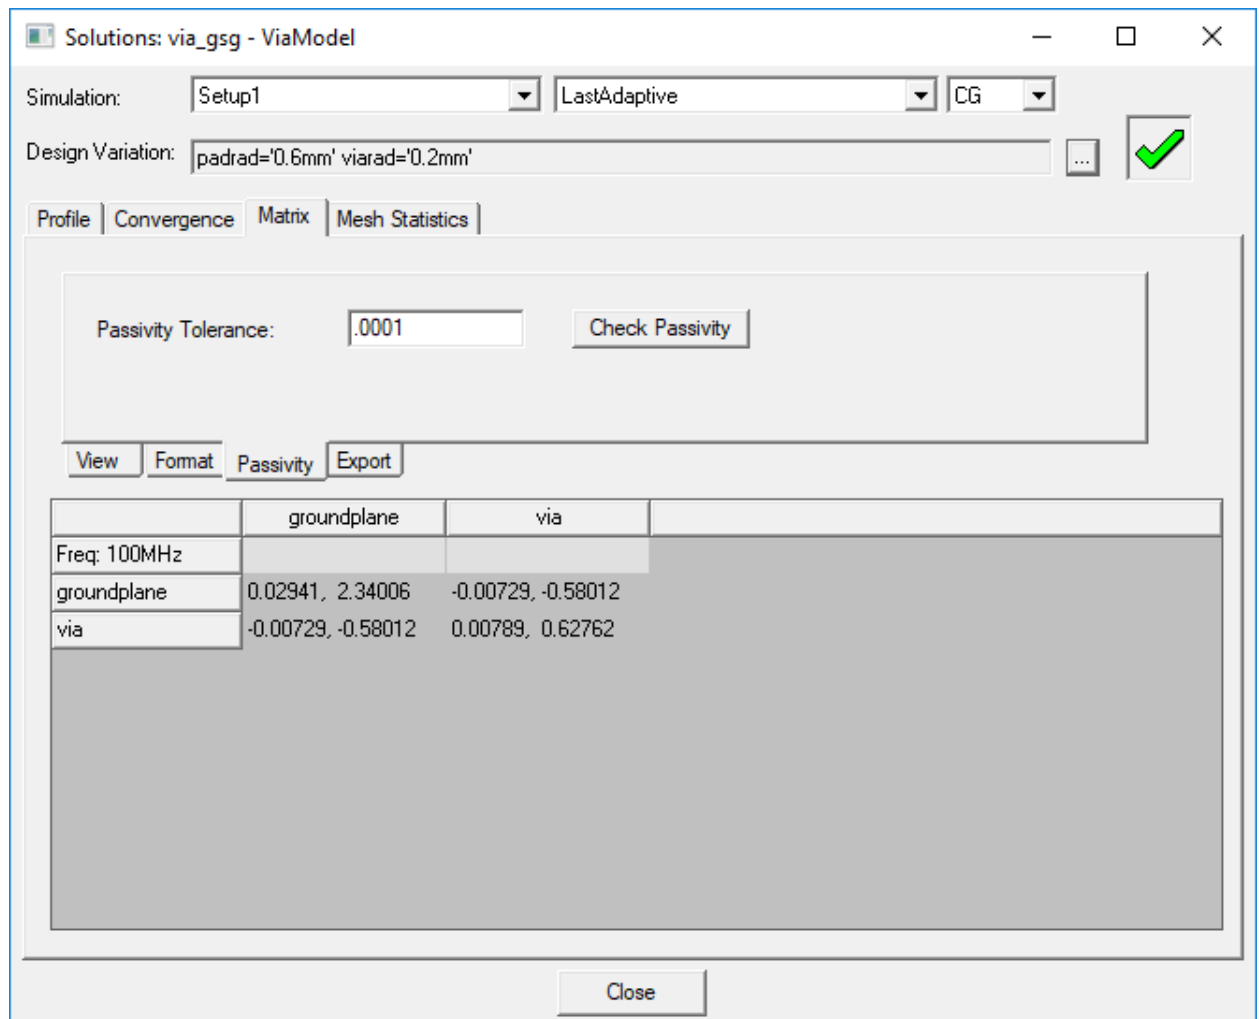 Solutions: via_gsg - ViaModel
Simulation: Setup1 LastAdaptive CG
Design Variation: padrad='0.6mm' viarad='0.2mm' ...
Profile Convergence Matrix Mesh Statistics
Passivity Tolerance: .0001 Check Passivity
View Format Passivity Export
groundplane via
Freq: 100MHz
groundplane 0.02941, 2.34006 -0.00729, -0.58012
via -0.00729, -0.58012 0.00789, 0.62762
Close